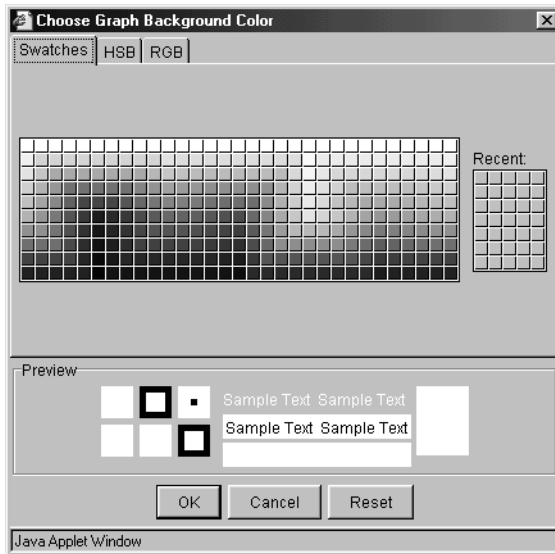 Choose Graph Background Color
Swatches HSB RGB
Recent:
Preview
Sample Text Sample Text
Sample Text Sample Text
OK Cancel Reset
Java Applet Window